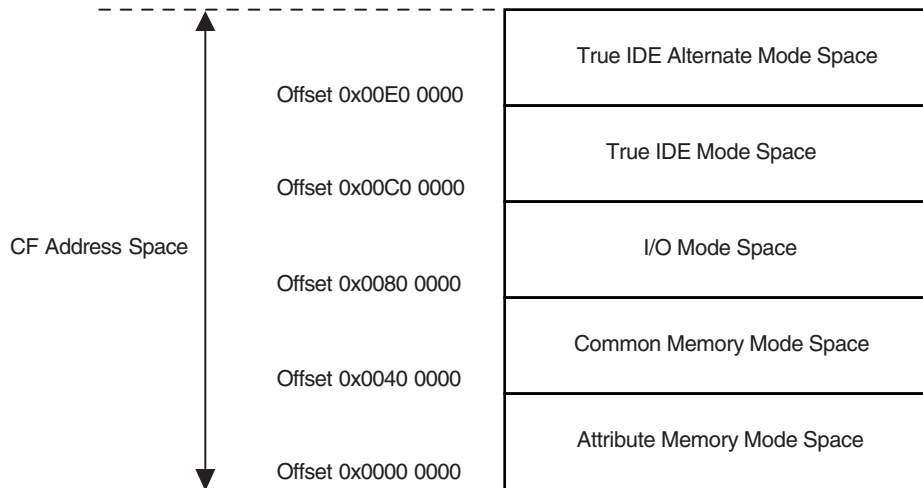 True IDE Alternate Mode Space
Offset 0x00E0 0000
True IDE Mode Space
Offset 0x00C0 0000
CF Address Space
I/O Mode Space
Offset 0x0080 0000
Common Memory Mode Space
Offset 0x0040 0000
Attribute Memory Mode Space
Offset 0x0000 0000